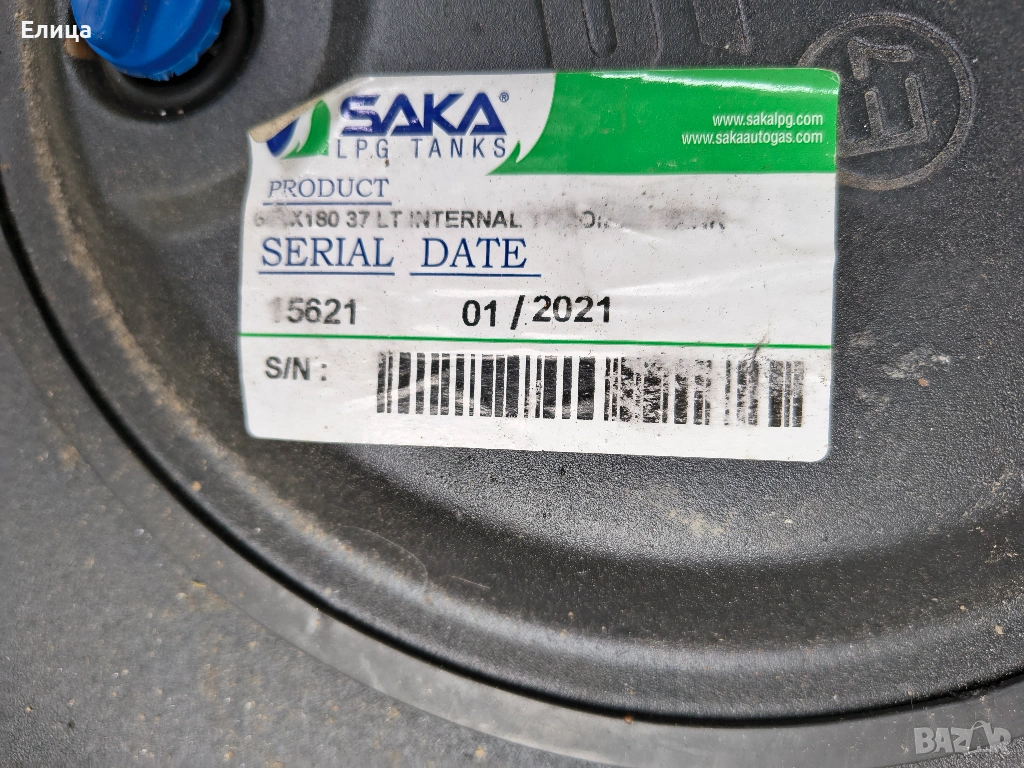 Елица
SAKA®
LPG TANKS
www.sakalpg.com
www.sakaautogas.com
PRODUCT
37 LT INTERNAL
SERIAL DATE
15621 01/2021
S/N :
BAZAR